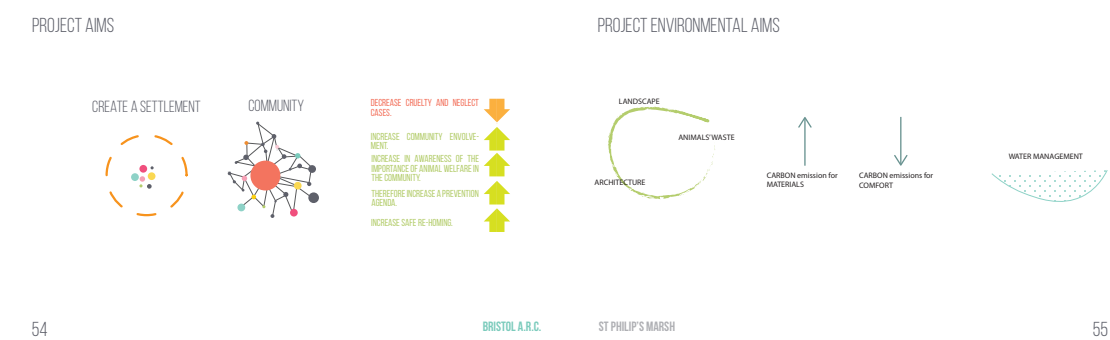 PROJECT AIMS
CREATE A SETTLEMENT
COMMUNITY
DECREASE CRUELTY AND NEGLECT
CASES.
INCREASE COMMUNITY ENVOLVE-
MENT.
INCREASE IN AWARENESS OF THE
IMPORTANCE OF ANIMAL WELFARE IN
THE COMMUNITY.
THEREFORE INCREASE A PREVENTION
AGENDA.
INCREASE SAFE RE-HOMING.
54
BRISTOL A.R.C.
PROJECT ENVIRONMENTAL AIMS
LANDSCAPE
ANIMALS'WASTE
ARCHITECTURE
CARBON emission for
MATERIALS
CARBON emissions for
COMFORT
WATER MANAGEMENT
ST PHILIP'S MARSH
55